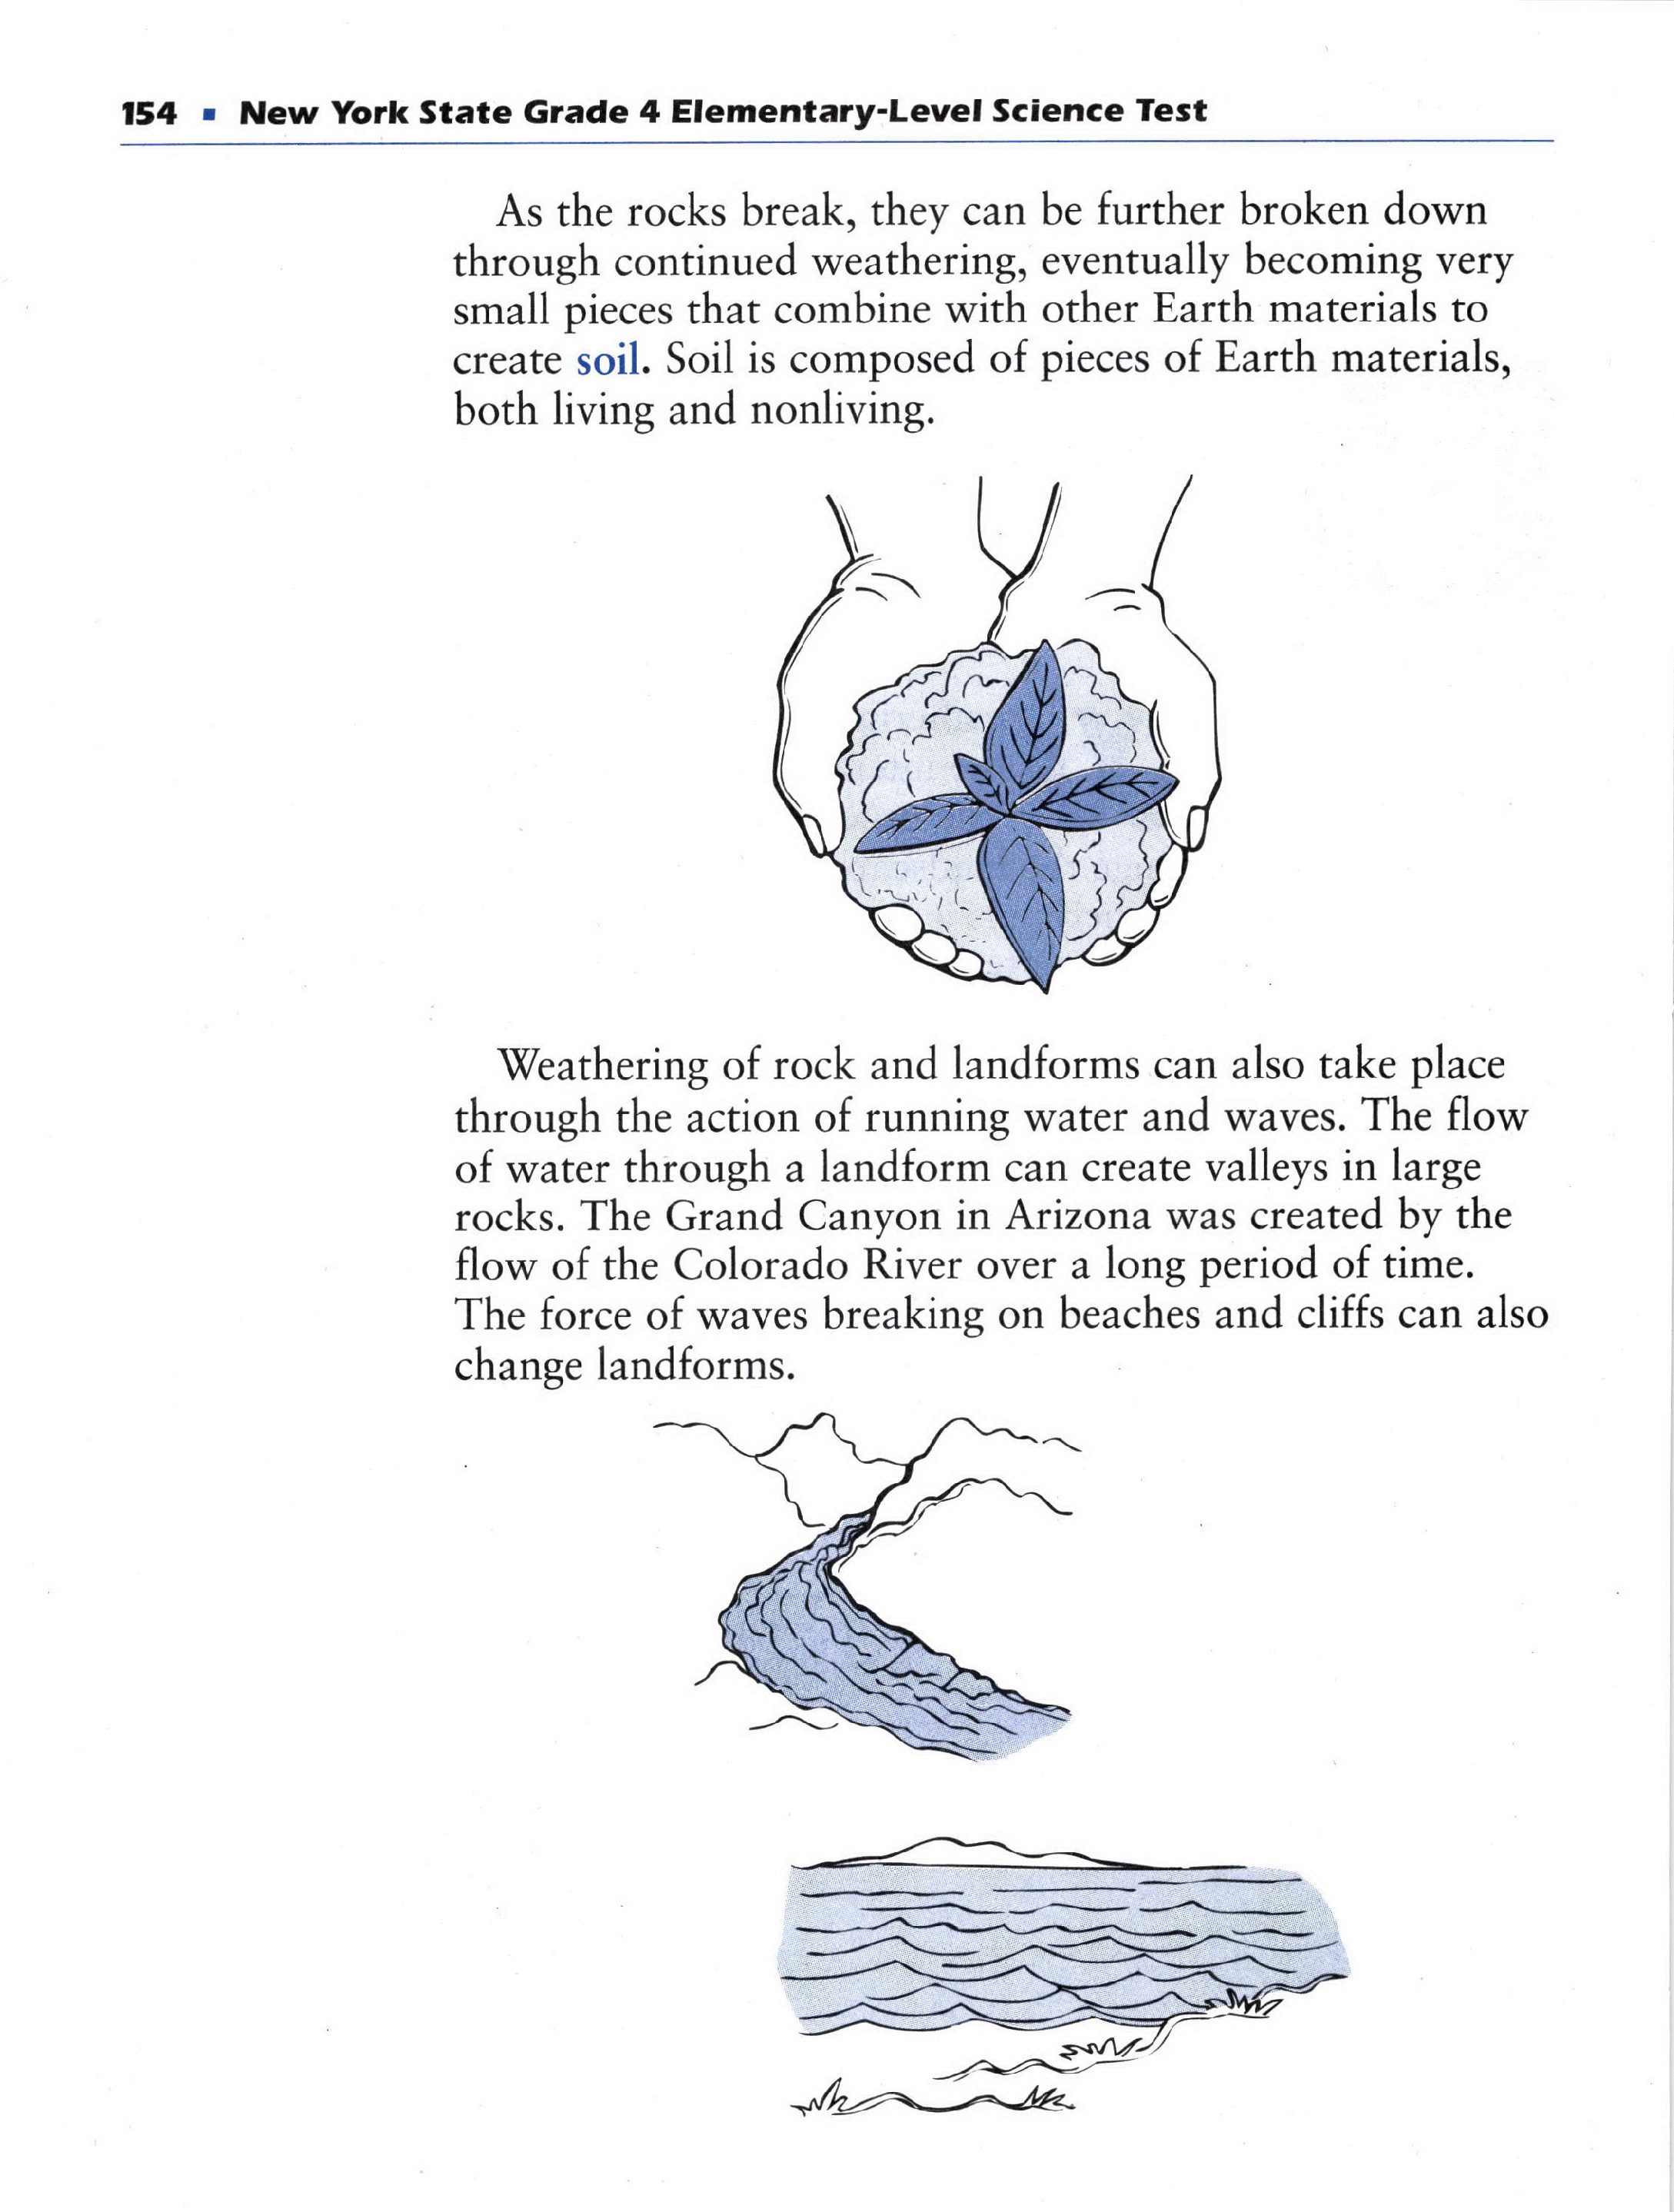 154 ▪ New York State Grade 4 Elementary-Level Science Test
As the rocks break, they can be further broken down
through continued weathering, eventually becoming very
small pieces that combine with other Earth materials to
create soil. Soil is composed of pieces of Earth materials,
both living and nonliving.
Weathering of rock and landforms can also take place
through the action of running water and waves. The flow
of water through a landform can create valleys in large
rocks. The Grand Canyon in Arizona was created by the
flow of the Colorado River over a long period of time.
The force of waves breaking on beaches and cliffs can also
change landforms.